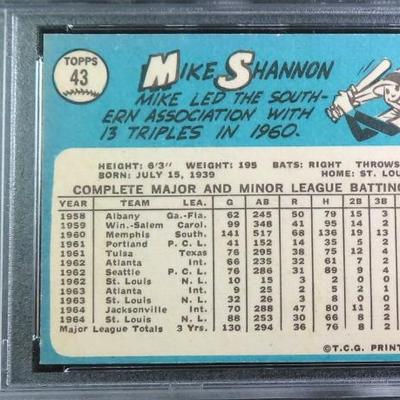 TOPPS
43
MIKE SHANNON
MIKE LED THE SOUTH-
ERN ASSOCIATION WITH
13 TRIPLES IN 1960.
HEIGHT: 6'3" WEIGHT: 195 BATS: RIGHT THROWS
BORN: JULY 15, 1939 HOME: ST. LOU
COMPLETE MAJOR AND MINOR LEAGUE BATTING
YEAR TEAM LEA. G AB R H 2B 3B
1958 Albany Ga.-Fla. 62 245 50 79 15 3
1959 Win.-Salem Carol. 99 348 41 95 14 2
1960 Memphis South. 141 517 68 136 19 13
1961 Portland P.C.L. 41 152 14 35 5 1
1961 Tulsa Texas 76 295 38 75 12 4
1962 Atlanta Int. 66 235 32 61 7 2
1962 Seattle P.C.L. 76 286 31 89 9 4
1962 St. Louis N.L. 10 15 3 2 0 0
1963 Atlanta Int. 9 31 2 7 1 0
1963 St. Louis N.L. 32 26 3 8 0 0
1964 Jacksonville Int. 70 288 47 80 11 2
1964 St. Louis N.L. 88 253 30 66 8 2
Major League Totals 3 Yrs. 130 294 36 76 8 2
©T.C.G. PRINT